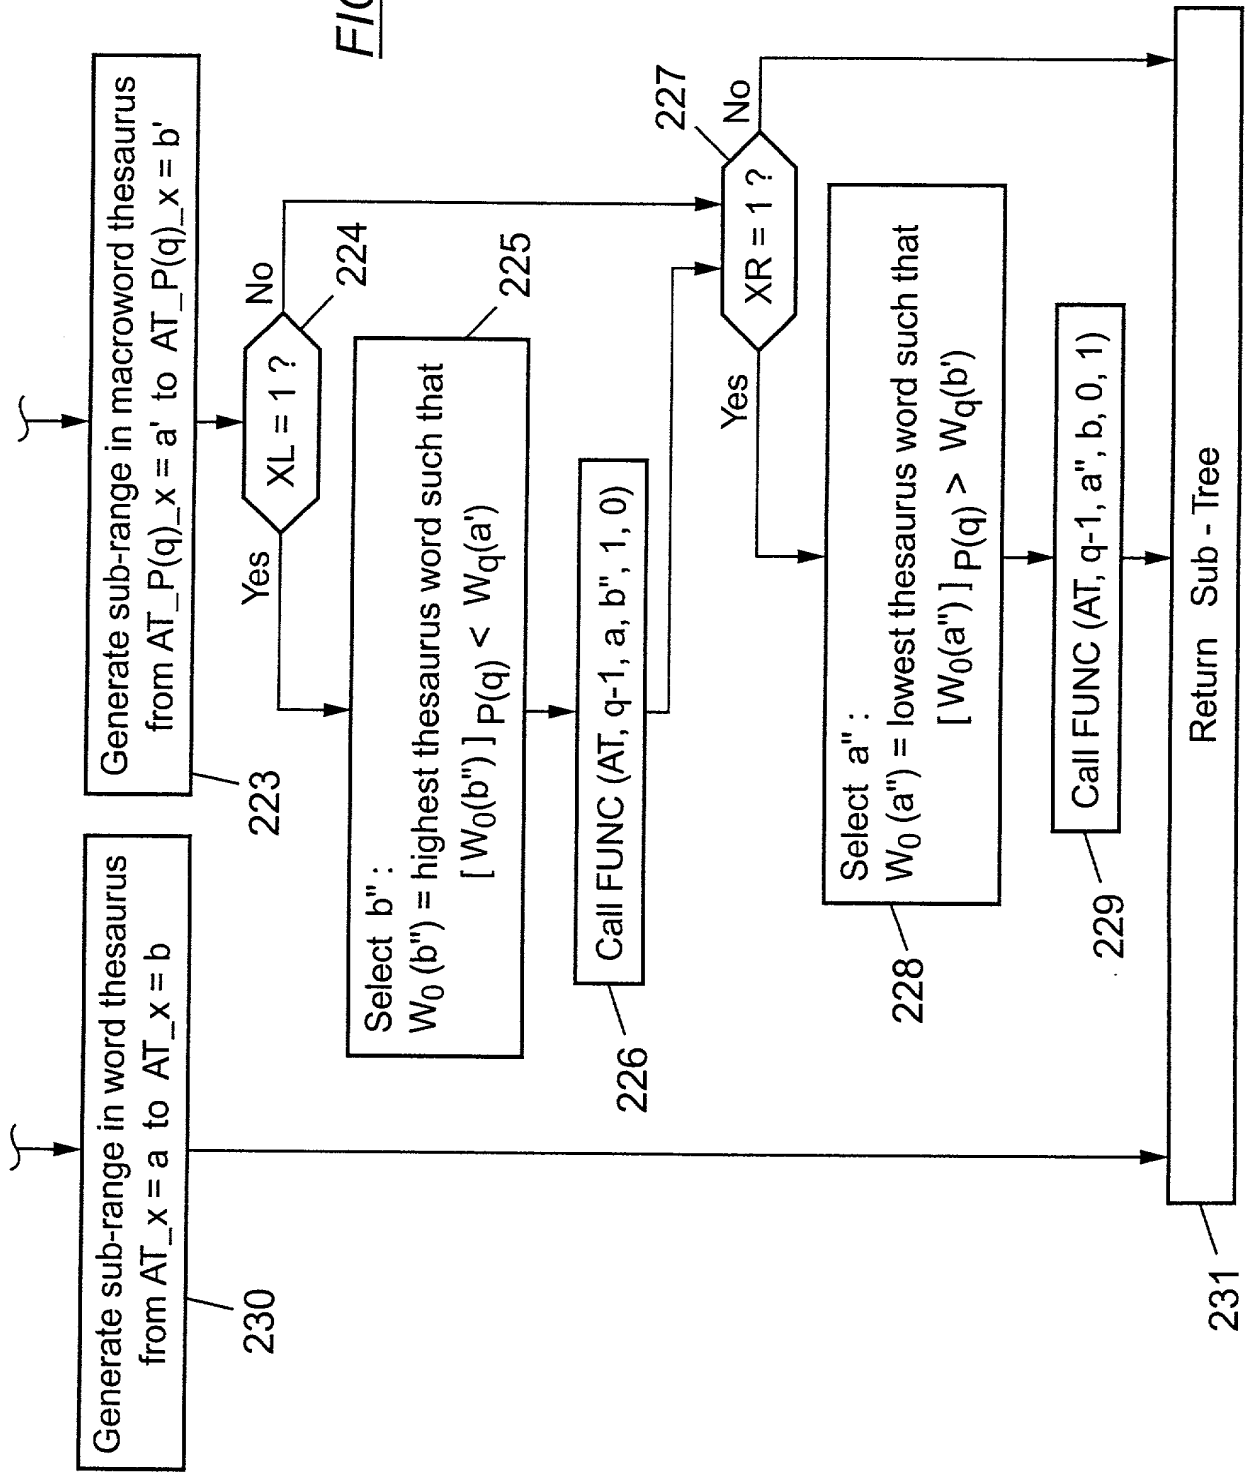 FIG
Generate sub-range in word thesaurus
from AT_x = a to AT_x = b
230
Generate sub-range in macroword thesaurus
from AT_P(q)_x = a' to AT_P(q)_x = b'
223
XL = 1 ?
Yes
No
224
Select b" :
W0 (b") = highest thesaurus word such that
[ W0(b") ] P(q) < Wq(a')
225
Call FUNC (AT, q-1, a, b", 1, 0)
226
XR = 1 ?
Yes
No
227
Select a" :
W0 (a") = lowest thesaurus word such that
[ W0(a") ] P(q) > Wq(b')
228
Call FUNC (AT, q-1, a", b, 0, 1)
229
Return Sub - Tree
231